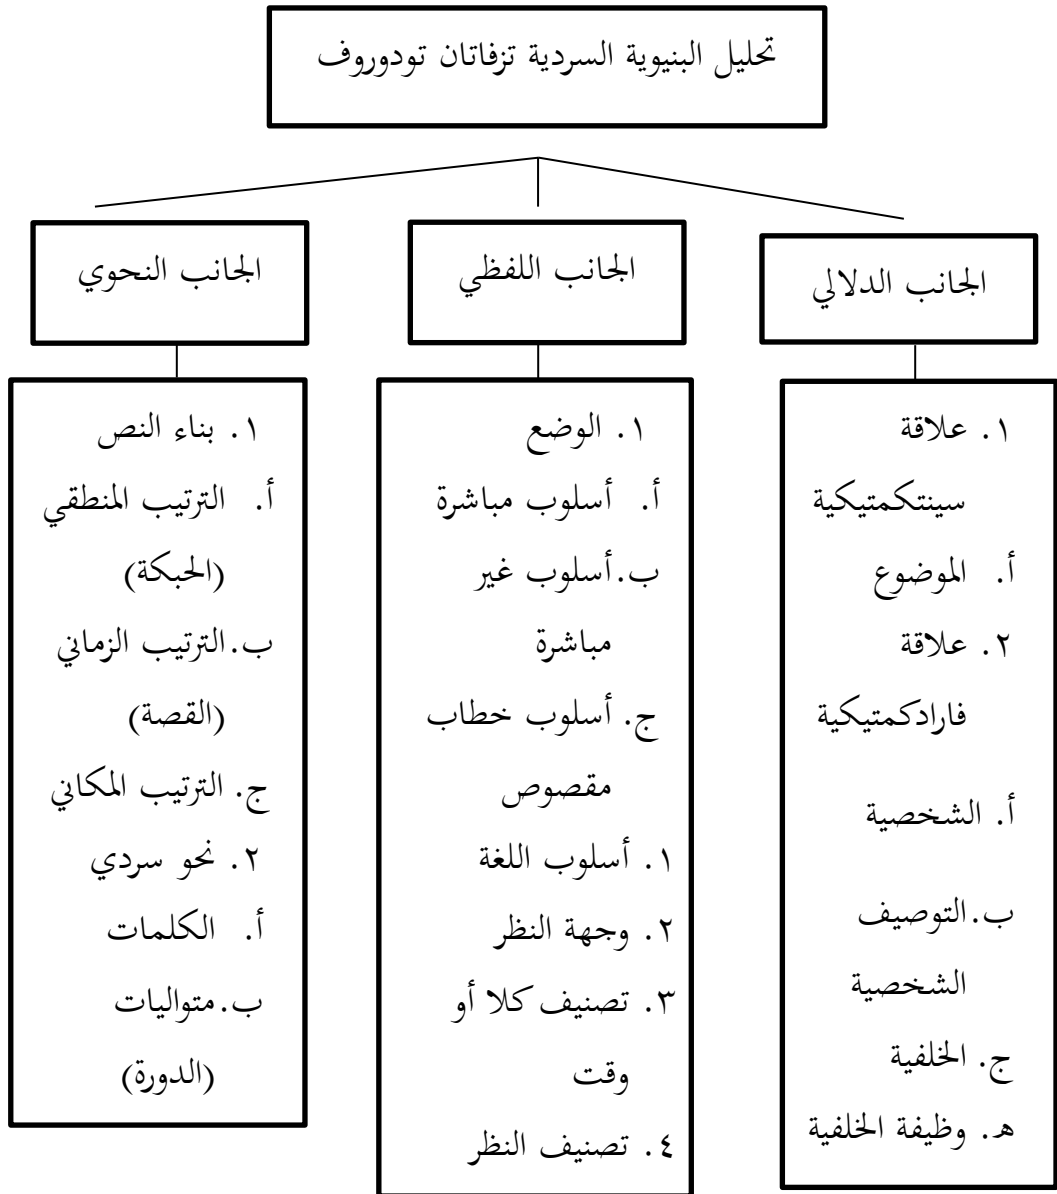 تحليل البنيوية السردية تزفاتان تودوروف
الجانب الدلالي
١. علاقة
سينتكمتيكية
أ. الموضوع
٢. علاقة
فارادكمتيكية
أ. الشخصية
ب. التوصيف
الشخصية
ج. الخلفية
هـ. وظيفة الخلفية
الجانب اللفظي
١. الوضع
أ. أسلوب مباشرة
ب. أسلوب غير
مباشرة
ج. أسلوب خطاب
مقصوص
١. أسلوب اللغة
٢. وجهة النظر
٣. تصنيف كلا أو
وقت
٤. تصنيف النظر
الجانب النحوي
١. بناء النص
أ. الترتيب المنطقي
(الحبكة)
ب. الترتيب الزماني
(القصة)
ج. الترتيب المكاني
٢. نحو سردي
أ. الكلمات
ب. متواليات
(الدورة)